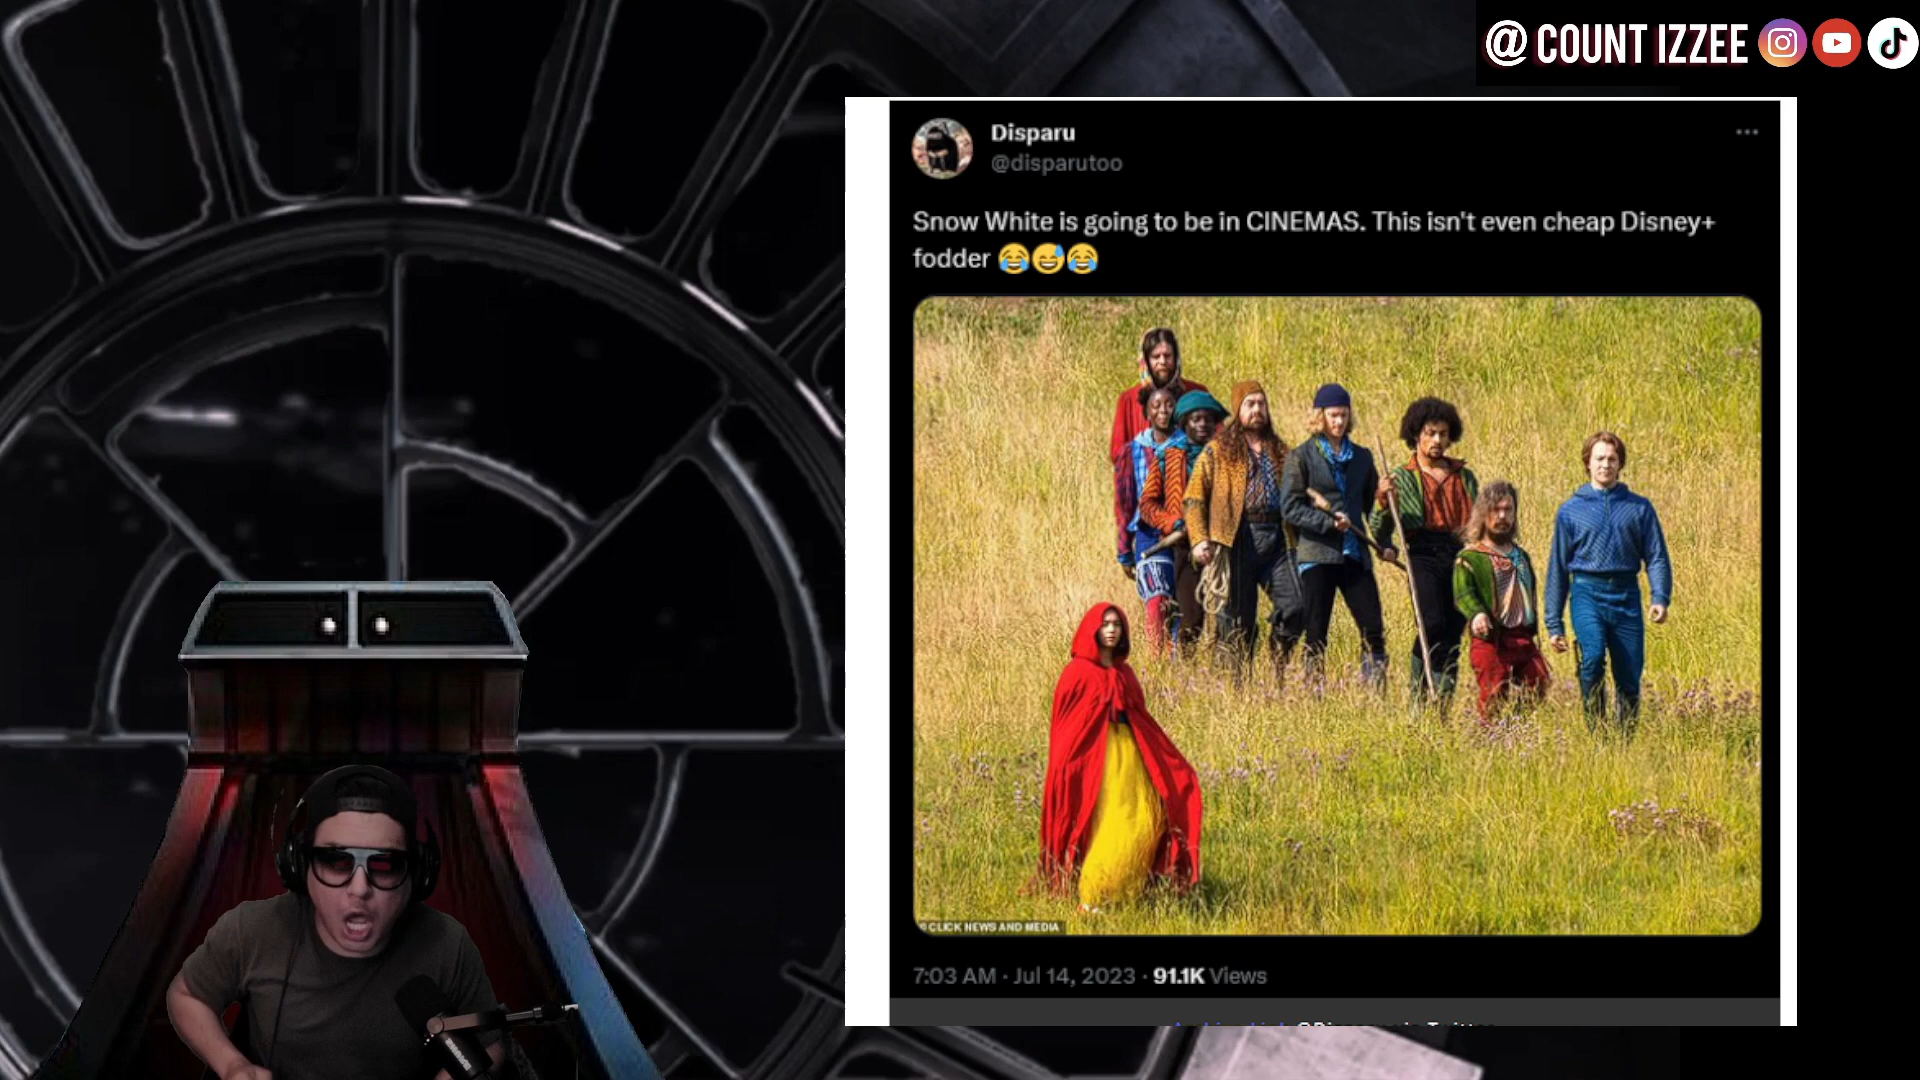 @ COUNT IZZEE
Disparu
@disparutoo
Snow White is going to be in CINEMAS. This isn't even cheap Disney+
fodder 😂😅😂
©CLICK NEWS AND MEDIA
7:03 AM · Jul 14, 2023 · 91.1K Views